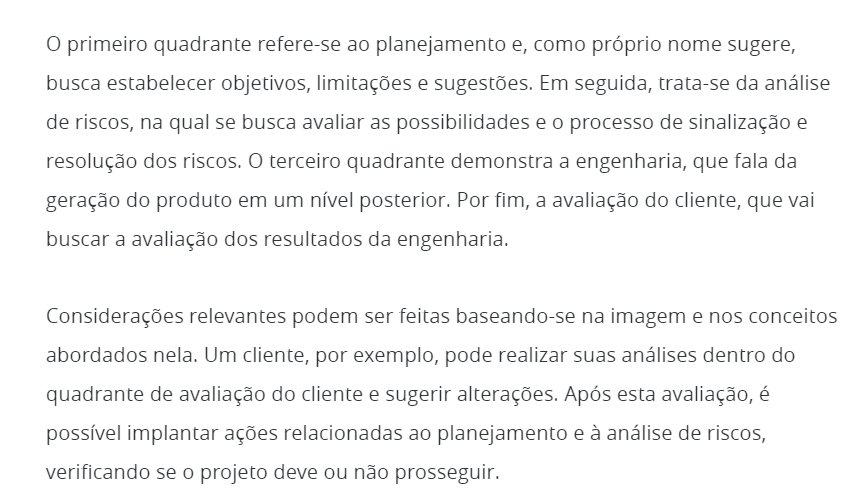 O primeiro quadrante refere-se ao planejamento e, como próprio nome sugere,
busca estabelecer objetivos, limitações e sugestões. Em seguida, trata-se da análise
de riscos, na qual se busca avaliar as possibilidades e o processo de sinalização e
resolução dos riscos. O terceiro quadrante demonstra a engenharia, que fala da
geração do produto em um nível posterior. Por fim, a avaliação do cliente, que vai
buscar a avaliação dos resultados da engenharia.
Considerações relevantes podem ser feitas baseando-se na imagem e nos conceitos
abordados nela. Um cliente, por exemplo, pode realizar suas análises dentro do
quadrante de avaliação do cliente e sugerir alterações. Após esta avaliação, é
possível implantar ações relacionadas ao planejamento e à análise de riscos,
verificando se o projeto deve ou não prosseguir.